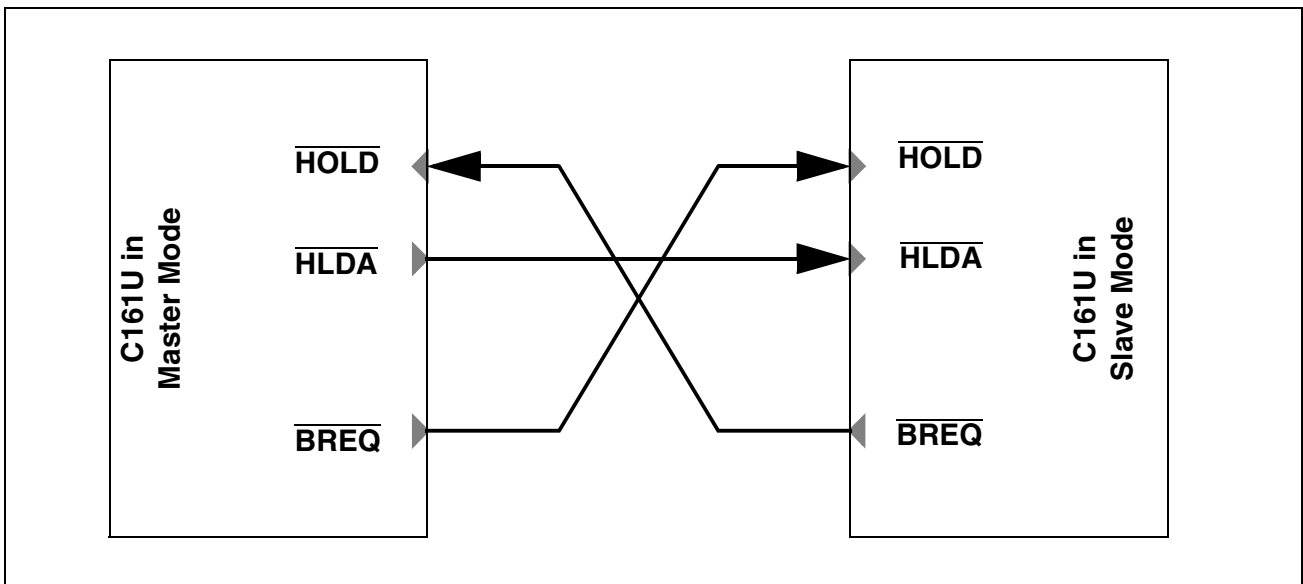 C161U in
Master Mode
HOLD
HLDA
BREQ
HOLD
HLDA
BREQ
C161U in
Slave Mode